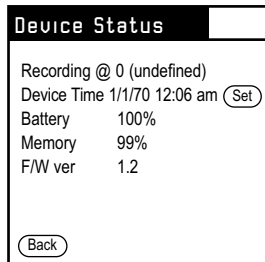 Device Status
Recording @ 0 (undefined)
Device Time 1/1/70 12:06 am Set
Battery 100%
Memory 99%
F/W ver 1.2
Back